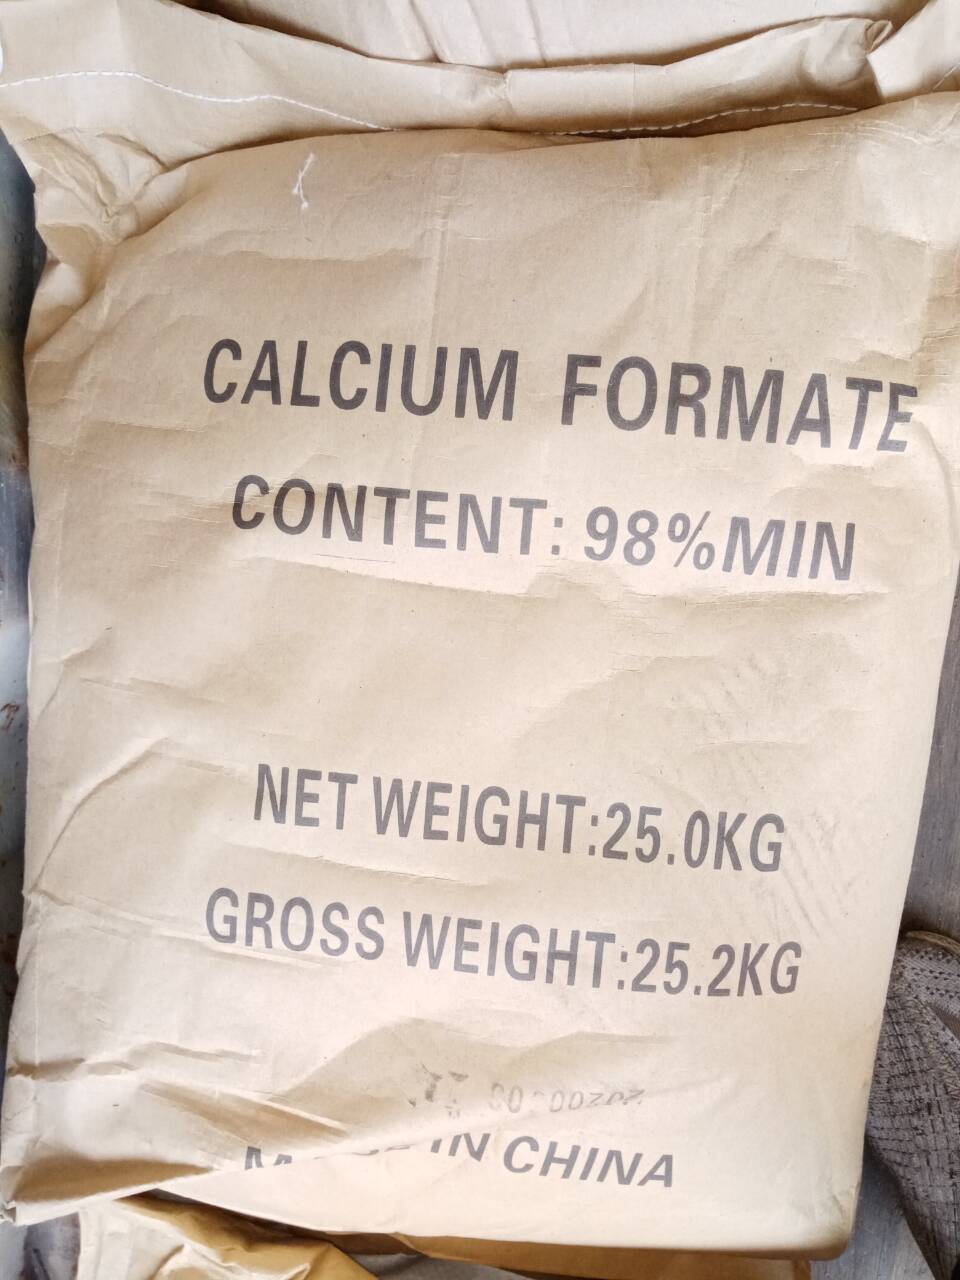 CALCIUM FORMATE
CONTENT: 98%MIN
NET WEIGHT:25.0KG
GROSS WEIGHT:25.2KG
IN CHINA